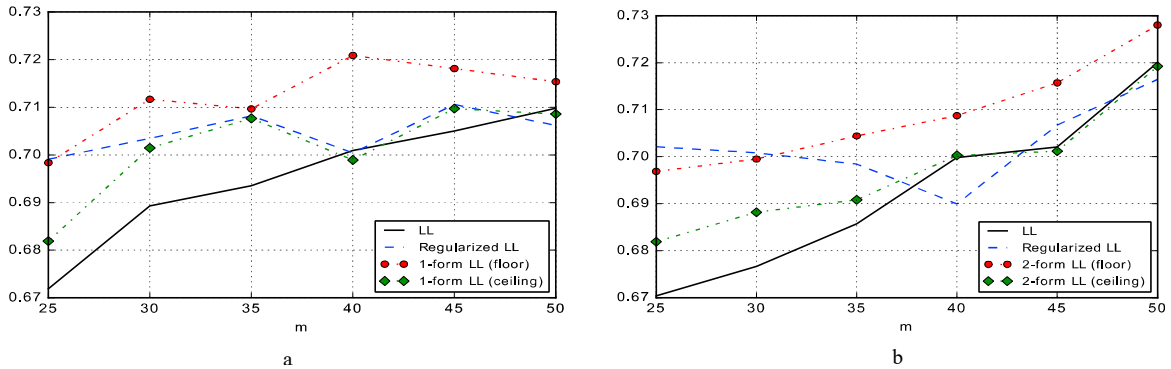 0.73
0.72
0.71
0.70
0.69
0.68
0.67
25 30 35 40 45 50
m
LL
Regularized LL
1-form LL (floor)
1-form LL (ceiling)
a
0.73
0.72
0.71
0.70
0.69
0.68
0.67
25 30 35 40 45 50
m
LL
Regularized LL
2-form LL (floor)
2-form LL (ceiling)
b